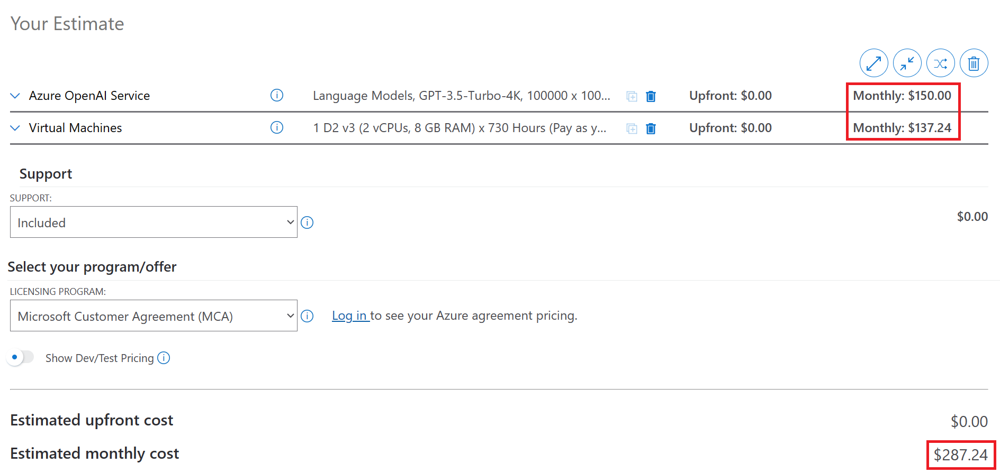 Your Estimate
Azure OpenAI Service Language Models, GPT-3.5-Turbo-4K, 100000 x 100... Upfront: $0.00 Monthly: $150.00
Virtual Machines 1 D2 v3 (2 vCPUs, 8 GB RAM) x 730 Hours (Pay as y... Upfront: $0.00 Monthly: $137.24
Support
SUPPORT:
Included $0.00
Select your program/offer
LICENSING PROGRAM:
Microsoft Customer Agreement (MCA) Log in to see your Azure agreement pricing.
Show Dev/Test Pricing
Estimated upfront cost $0.00
Estimated monthly cost $287.24